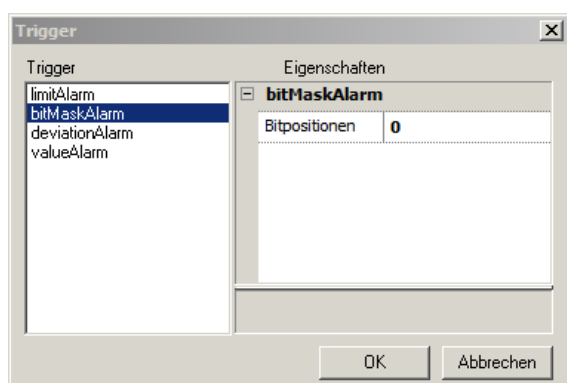 Trigger
Trigger
Eigenschaften
limitAlarm
bitMaskAlarm
deviationAlarm
valueAlarm
bitMaskAlarm
Bitpositionen 0
OK Abbrechen